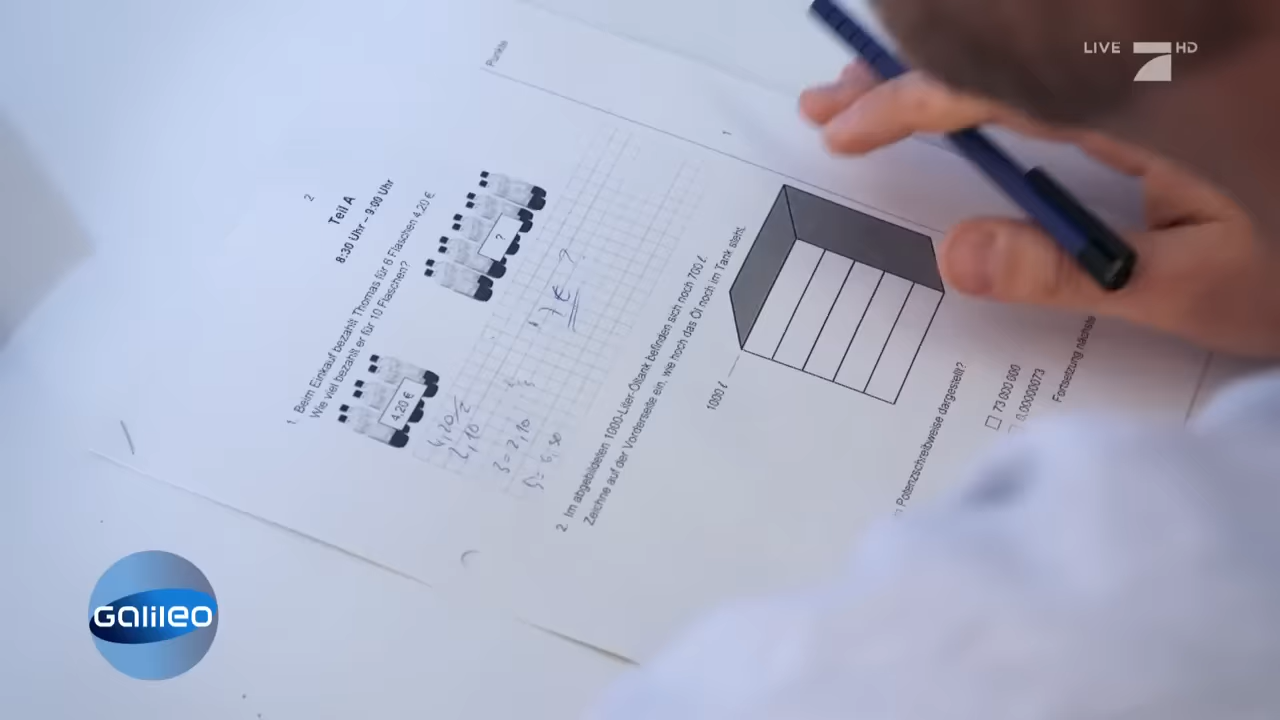 LIVE HD
Punkte
2
Teil A
8:30 Uhr – 9:00 Uhr
1. Beim Einkauf bezahlt Thomas für 6 Flaschen 4,20 €
Wie viel bezahlt er für 10 Flaschen?
4,20 €
?
4,20/2
2,10
3=2,10
7€ ?
1
2. Im abgebildeten 1000-Liter-Öltank befinden sich noch 700 ℓ.
Zeichne auf der Vorderseite ein, wie hoch das Öl noch im Tank steht.
1000 ℓ
Potenzschreibweise dargestellt?
73 000 000
0,00000073
Fortsetzung nächste
Galileo